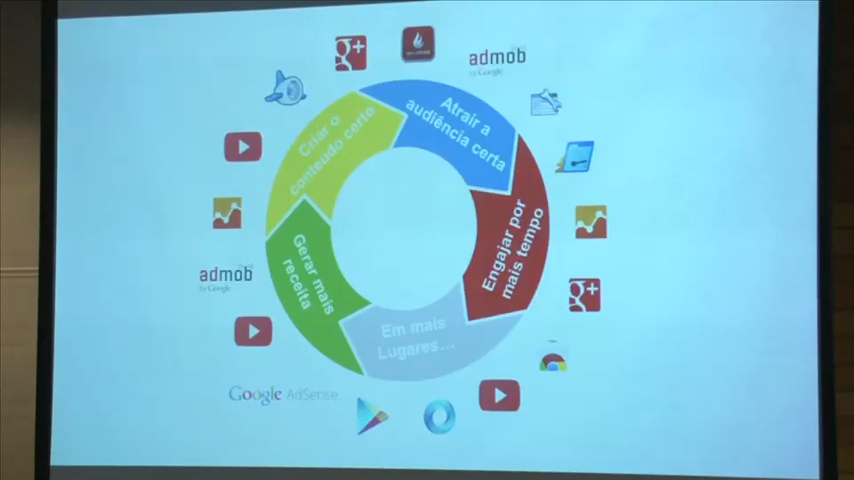 g+
admob
by Google
Criar o
conteúdo certo
Atrair a
audiência certa
Engajar por
mais tempo
g+
Em mais
Lugares...
Gerar mais
receita
admob
by Google
Google AdSense